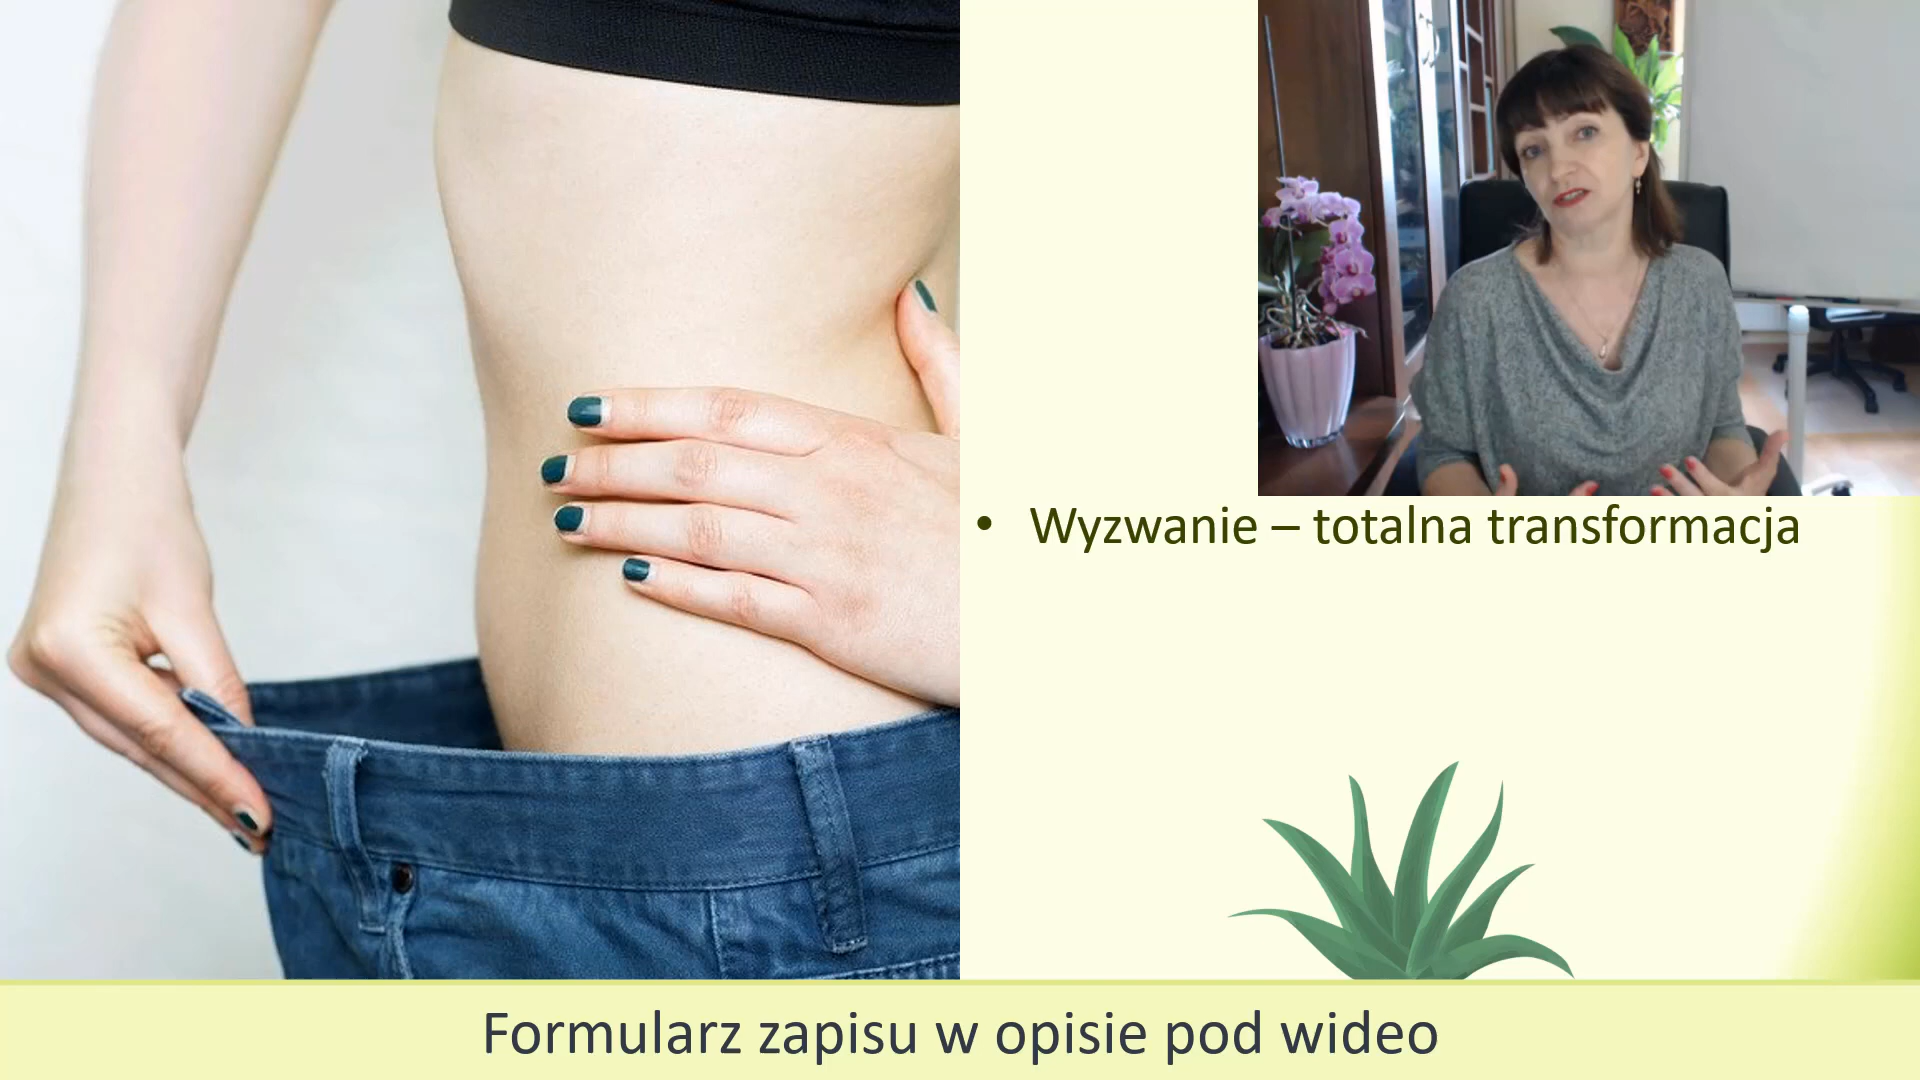 • Wyzwanie – totalna transformacja
Formularz zapisu w opisie pod wideo